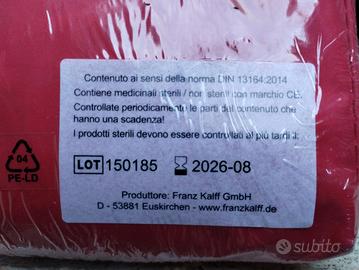 Contenuto ai sensi della norma DIN 13164:2014
Contiene medicinali sterili / non sterili con marchio CE.
Controllate periodicamente le parti del contenuto che
hanno una scadenza!
I prodotti sterili devono essere controllati al più tardi il:
LOT 150185 2026-08
Produttore: Franz Kalff GmbH
D - 53881 Euskirchen - www.franzkalff.de
04
PE-LD
subito